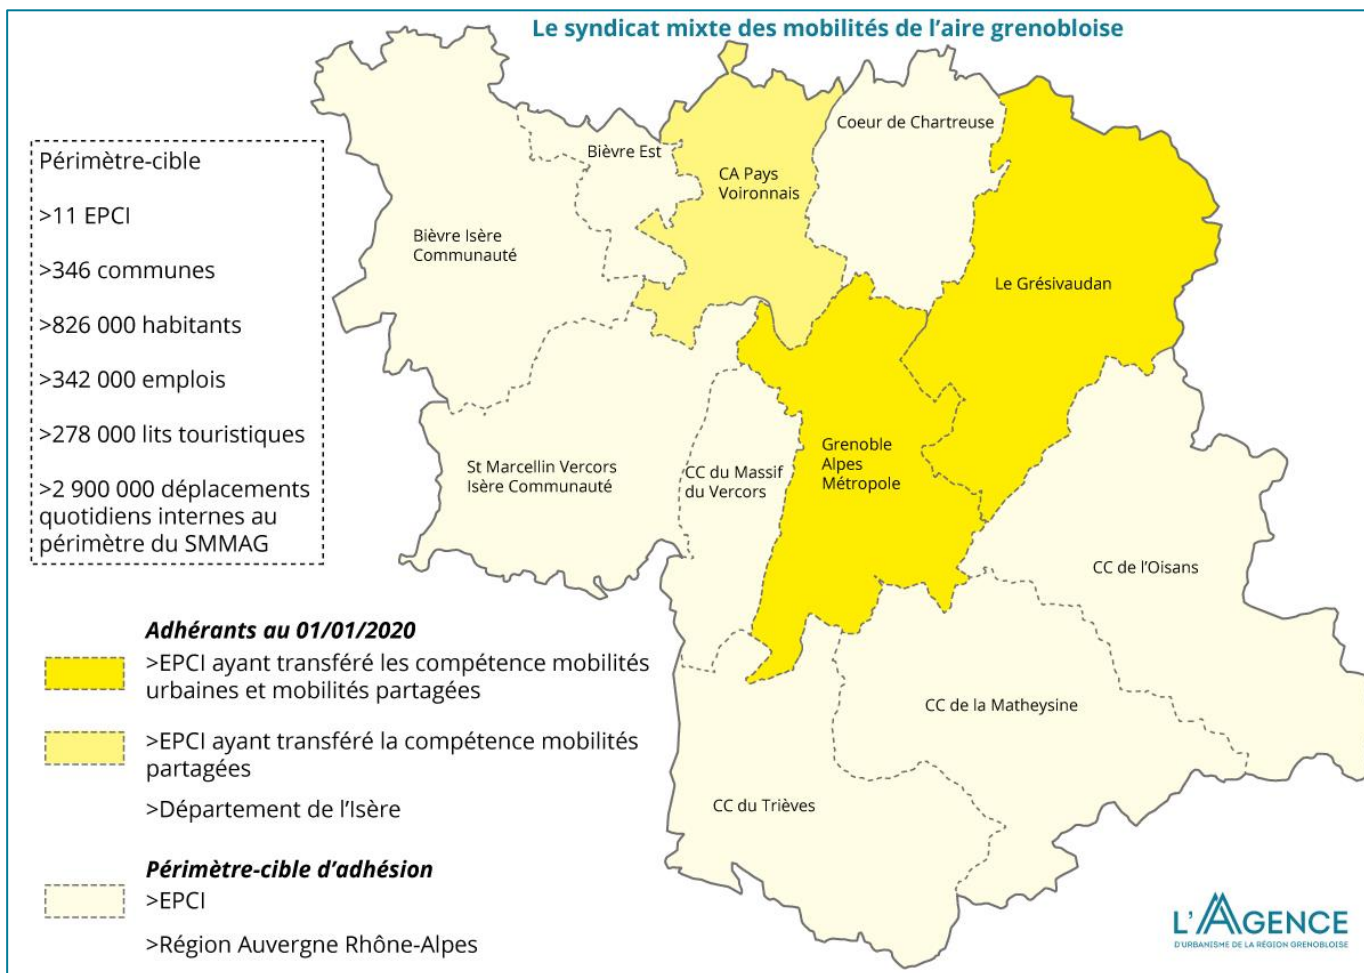 Le syndicat mixte des mobilités de l'aire grenobloise
Périmètre-cible
>11 EPCI
>346 communes
>826 000 habitants
>342 000 emplois
>278 000 lits touristiques
>2 900 000 déplacements
quotidiens internes au
périmètre du SMMAG
Coeur de Chartreuse
Bièvre Est
CA Pays
Voironnais
Bièvre Isère
Communauté
Le Grésivaudan
St Marcellin Vercors
Isère Communauté
CC du Massif
du Vercors
Grenoble
Alpes
Métropole
CC de l'Oisans
CC de la Matheysine
CC du Trièves
Adhérants au 01/01/2020
>EPCI ayant transféré les compétence mobilités
urbaines et mobilités partagées
>EPCI ayant transféré la compétence mobilités
partagées
>Département de l'Isère
Périmètre-cible d'adhésion
>EPCI
>Région Auvergne Rhône-Alpes
L'AGENCE
D'URBANISME DE LA RÉGION GRENOBLOISE